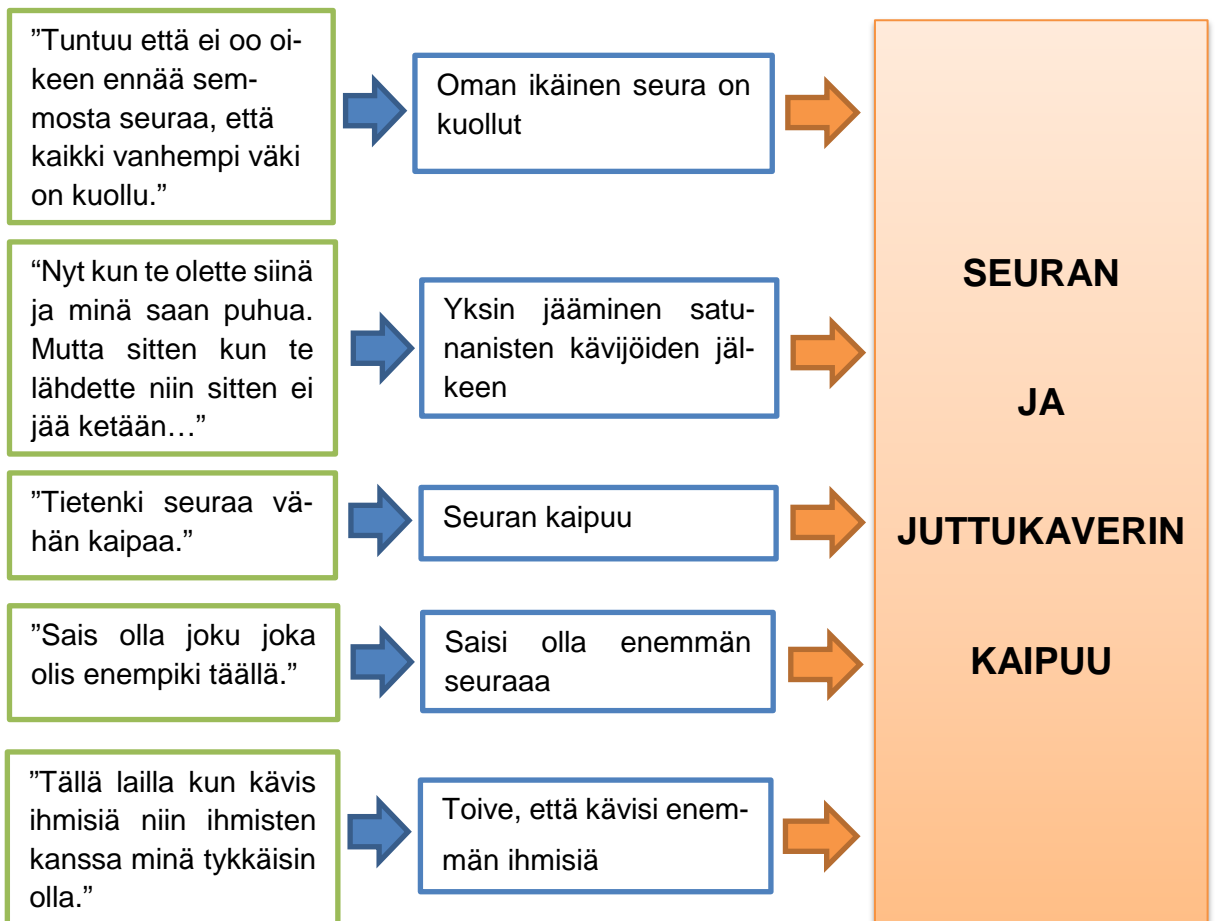 ”Tuntuu että ei oo oi-
keen ennää sem-
mosta seuraa, että
kaikki vanhempi väki
on kuollu.”
Oman ikäinen seura on
kuollut
“Nyt kun te olette siinä
ja minä saan puhua.
Mutta sitten kun te
lähdette niin sitten ei
jää ketään…”
Yksin jääminen satu-
nanisten kävijöiden jäl-
keen
”Tietenki seuraa vä-
hän kaipaa.”
Seuran kaipuu
”Sais olla joku joka
olis enempiki täällä.”
Saisi olla enemmän
seuraaa
”Tällä lailla kun kävis
ihmisiä niin ihmisten
kanssa minä tykkäisin
olla.”
Toive, että kävisi enem-
män ihmisiä
SEURAN
JA
JUTTUKAVERIN
KAIPUU